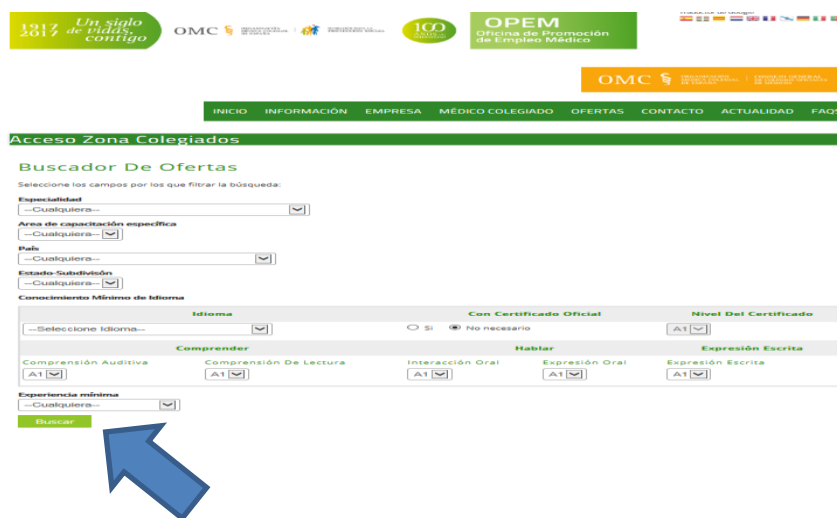 1917 2017 Un siglo de vidas, contigo
OMC
100
OPEM
Oficina de Promoción
de Empleo Médico
OMC
INICIO INFORMACIÓN EMPRESA MÉDICO COLEGIADO OFERTAS CONTACTO ACTUALIDAD FAQS
Acceso Zona Colegiados
Buscador De Ofertas
Seleccione los campos por los que filtrar la búsqueda:
Especialidad
--Cualquiera--
Area de capacitación específica
--Cualquiera--
País
--Cualquiera--
Estado-Subdivisón
--Cualquiera--
Conocimiento Mínimo de Idioma
Idioma Con Certificado Oficial Nivel Del Certificado
--Seleccione Idioma-- Si No necesario A1
Comprender Hablar Expresión Escrita
Comprensión Auditiva Comprensión De Lectura Interacción Oral Expresión Oral Expresión Escrita
A1 A1 A1 A1 A1
Experiencia mínima
--Cualquiera--
Buscar